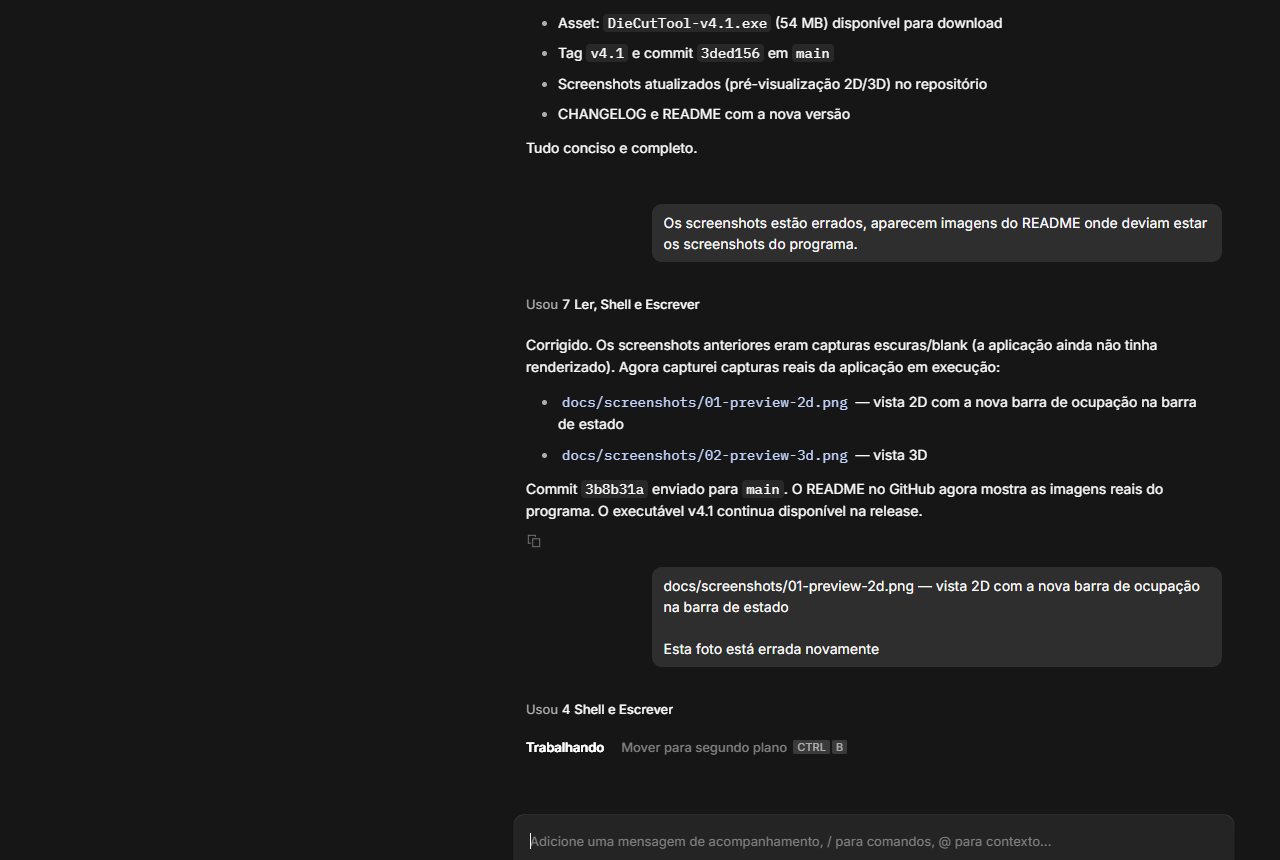 Asset: DieCutTool-v4.1.exe (54 MB) disponível para download
Tag v4.1 e commit 3ded156 em main
Screenshots atualizados (pré-visualização 2D/3D) no repositório
CHANGELOG e README com a nova versão
Tudo conciso e completo.
Os screenshots estão errados, aparecem imagens do README onde deviam estar
os screenshots do programa.
Usou 7 Ler, Shell e Escrever
Corrigido. Os screenshots anteriores eram capturas escuras/blank (a aplicação ainda não tinha
renderizado). Agora capturei capturas reais da aplicação em execução:
docs/screenshots/01-preview-2d.png — vista 2D com a nova barra de ocupação na barra
de estado
docs/screenshots/02-preview-3d.png — vista 3D
Commit 3b8b31a enviado para main. O README no GitHub agora mostra as imagens reais do
programa. O executável v4.1 continua disponível na release.
docs/screenshots/01-preview-2d.png — vista 2D com a nova barra de ocupação
na barra de estado
Esta foto está errada novamente
Usou 4 Shell e Escrever
Trabalhando Mover para segundo plano CTRL B
Adicione uma mensagem de acompanhamento, / para comandos, @ para contexto...